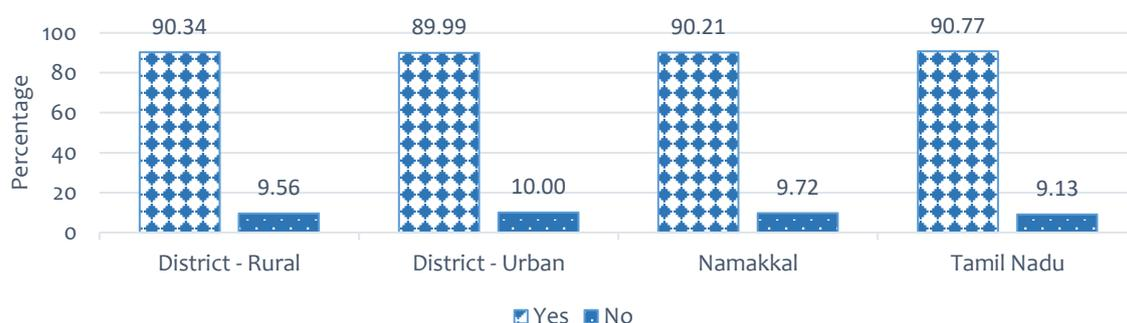 Percentage
100
80
60
40
20
0
90.34
9.56
89.99
10.00
90.21
9.72
90.77
9.13
District - Rural
District - Urban
Namakkal
Tamil Nadu
Yes No